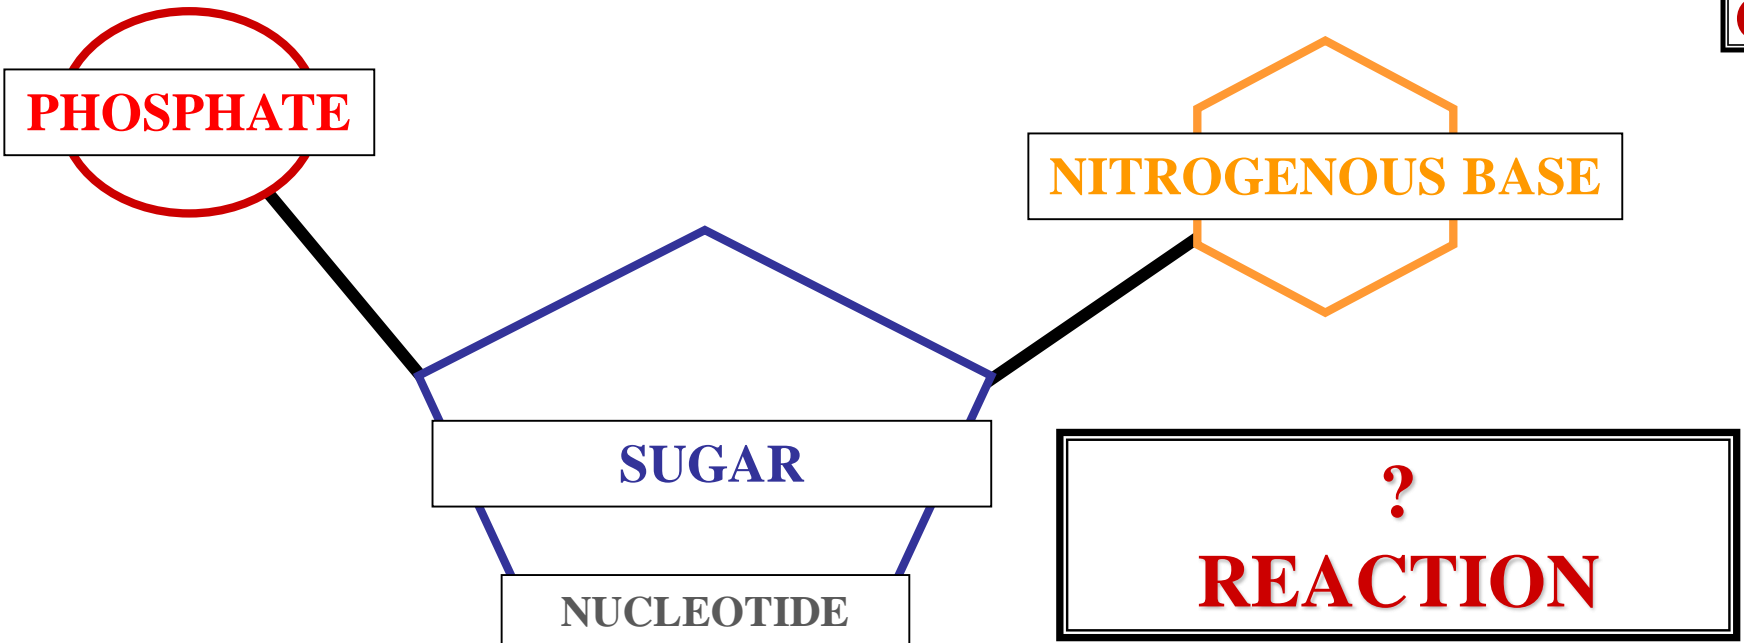 PHOSPHATE
NITROGENOUS BASE
SUGAR
?
REACTION
NUCLEOTIDE